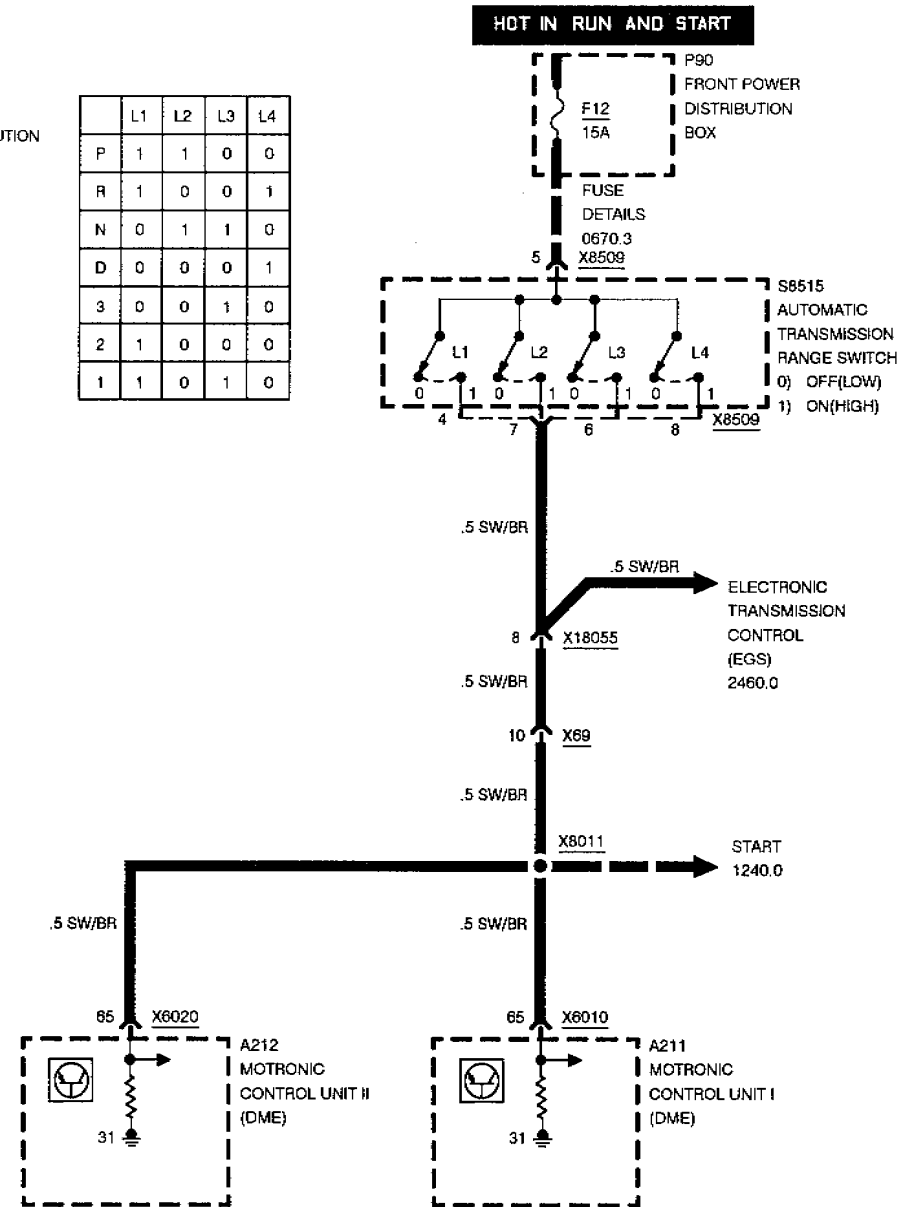 HOT IN RUN AND START
P90
FRONT POWER
DISTRIBUTION
BOX
F12
15A
FUSE
DETAILS
0670.3
5 X8509
UTION
L1 L2 L3 L4
P 1 1 0 0
R 1 0 0 1
N 0 1 1 0
D 0 0 0 1
3 0 0 1 0
2 1 0 0 0
1 1 0 1 0
S8515
AUTOMATIC
TRANSMISSION
RANGE SWITCH
0) OFF(LOW)
1) ON(HIGH)
L1 L2 L3 L4
0 1 0 1 0 1 0 1
4 7 6 8 X8509
.5 SW/BR
.5 SW/BR
ELECTRONIC
TRANSMISSION
CONTROL
(EGS)
2460.0
8 X18055
.5 SW/BR
10 X69
.5 SW/BR
X8011
START
1240.0
.5 SW/BR
.5 SW/BR
65 X6020
65 X6010
A212
MOTRONIC
CONTROL UNIT II
(DME)
31
A211
MOTRONIC
CONTROL UNIT I
(DME)
31